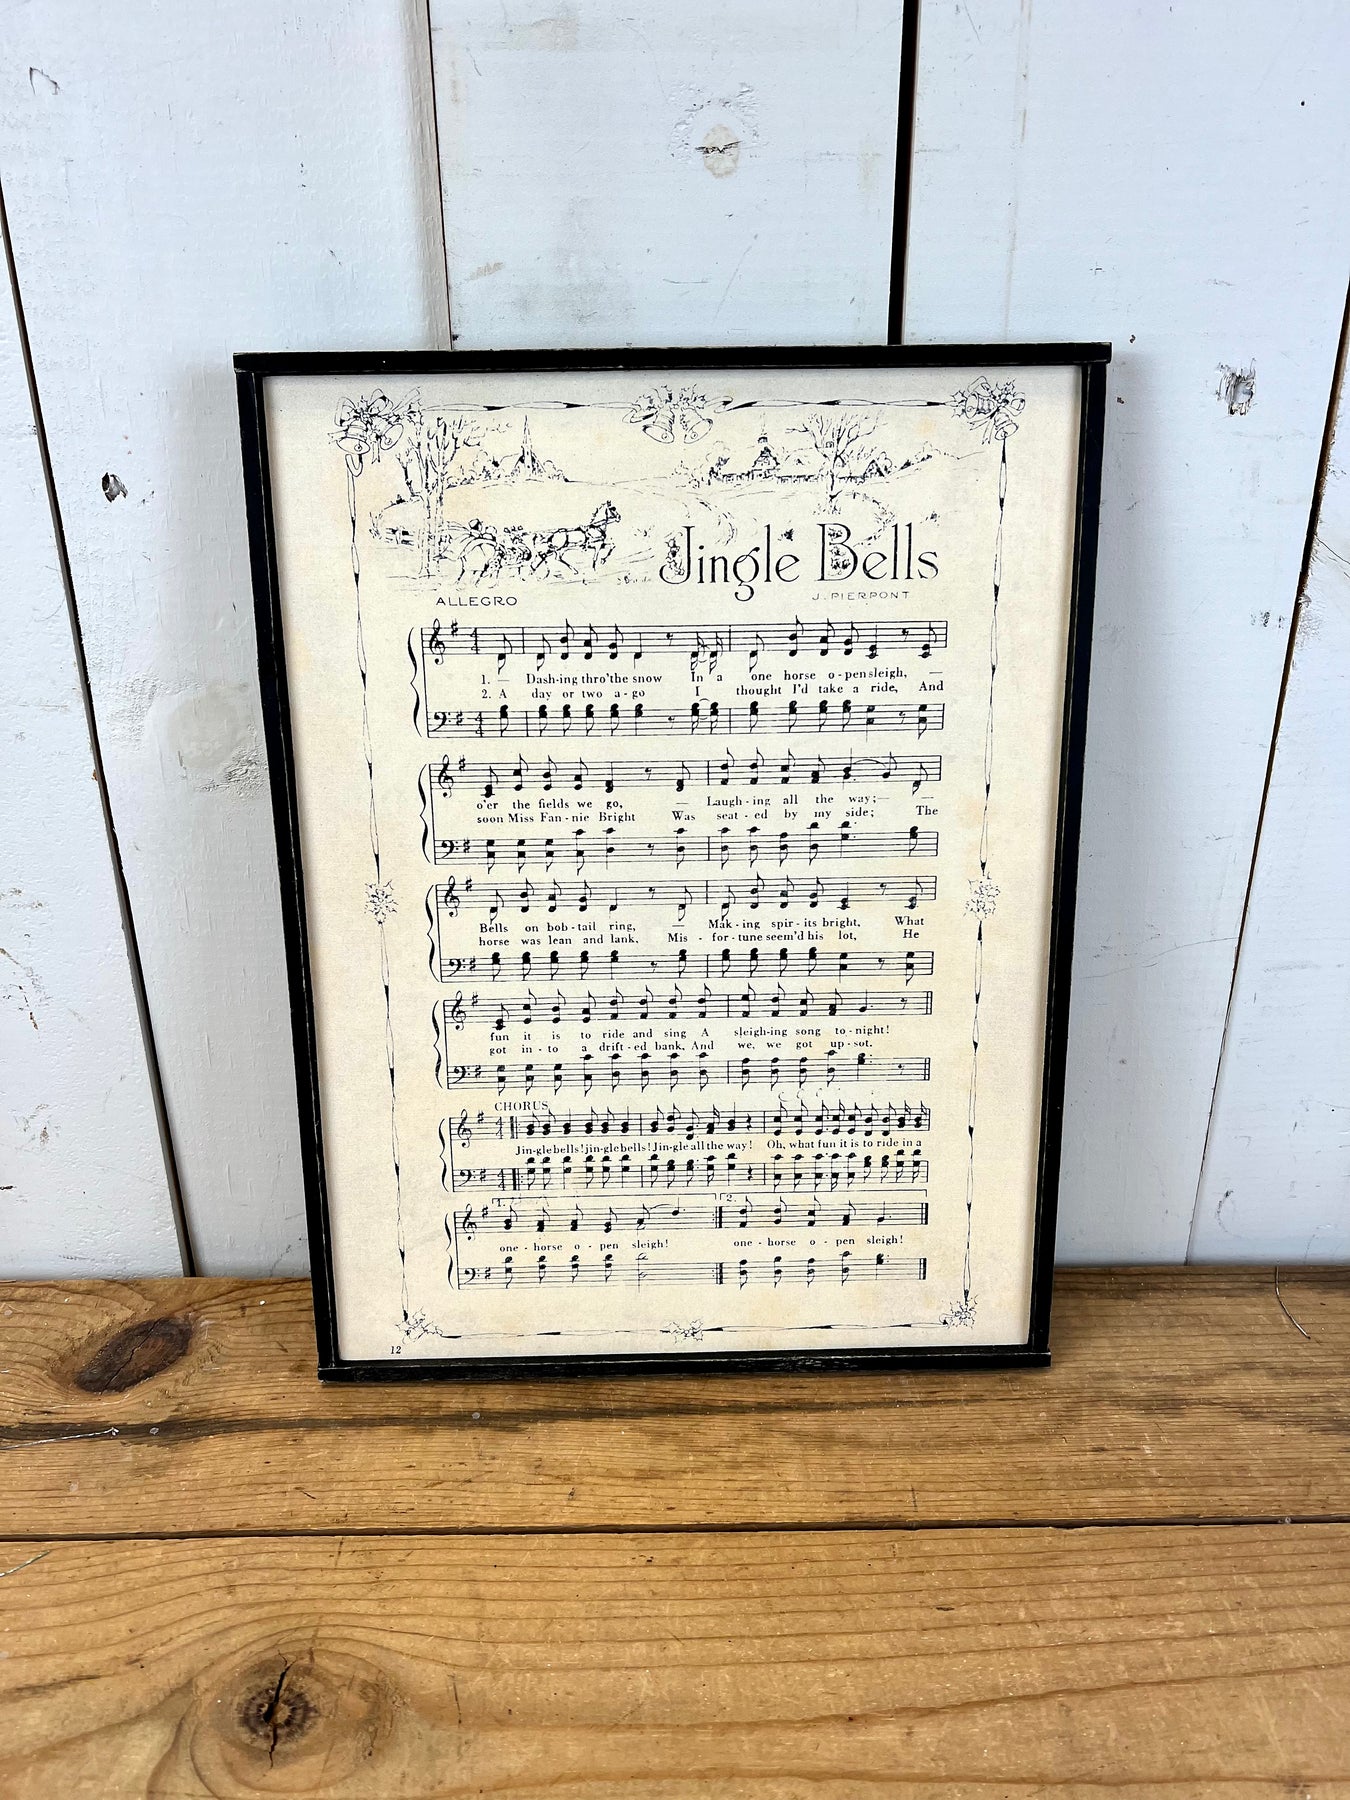 Jingle Bells
ALLEGRO
J. PIERPONT
1. — Dash-ing thro' the snow In a one horse o-pen sleigh, —
2. A day or two a-go I thought I'd take a ride, And
o'er the fields we go, — Laugh-ing all the way; — —
soon Miss Fan-nie Bright Was seat-ed by my side; The
Bells on bob-tail ring, — Mak-ing spir-its bright, What
horse was lean and lank, Mis-for-tune seem'd his lot, He
fun it is to ride and sing A sleigh-ing song to-night!
got in-to a drift-ed bank, And we, we got up-sot.
CHORUS
Jin-gle bells! jin-gle bells! Jin-gle all the way! Oh, what fun it is to ride in a
1. 2.
one-horse o-pen sleigh! one-horse o-pen sleigh!
12